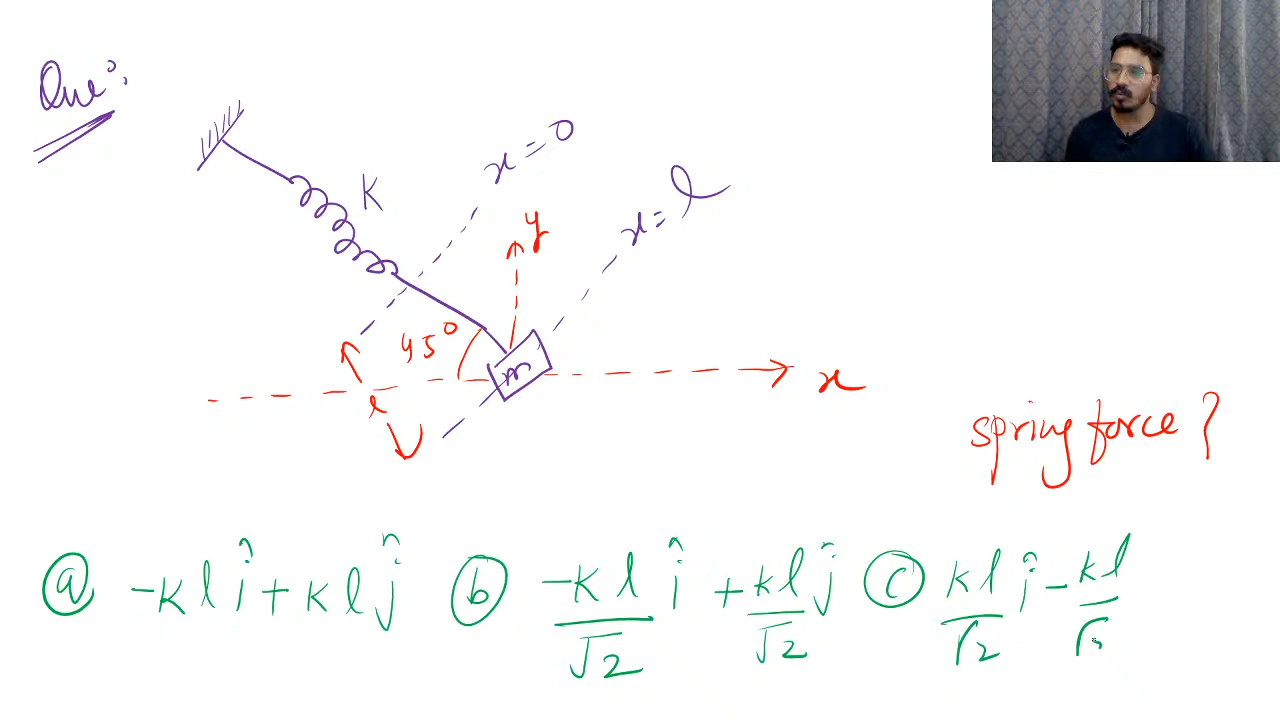 Que:
K
x=0
x=l
y
45°
m
x
l
spring force?
ⓐ -Kl î + Kl ĵ ⓑ -Kl/√2 î + Kl/√2 ĵ ⓒ Kl/√2 î - Kl/√